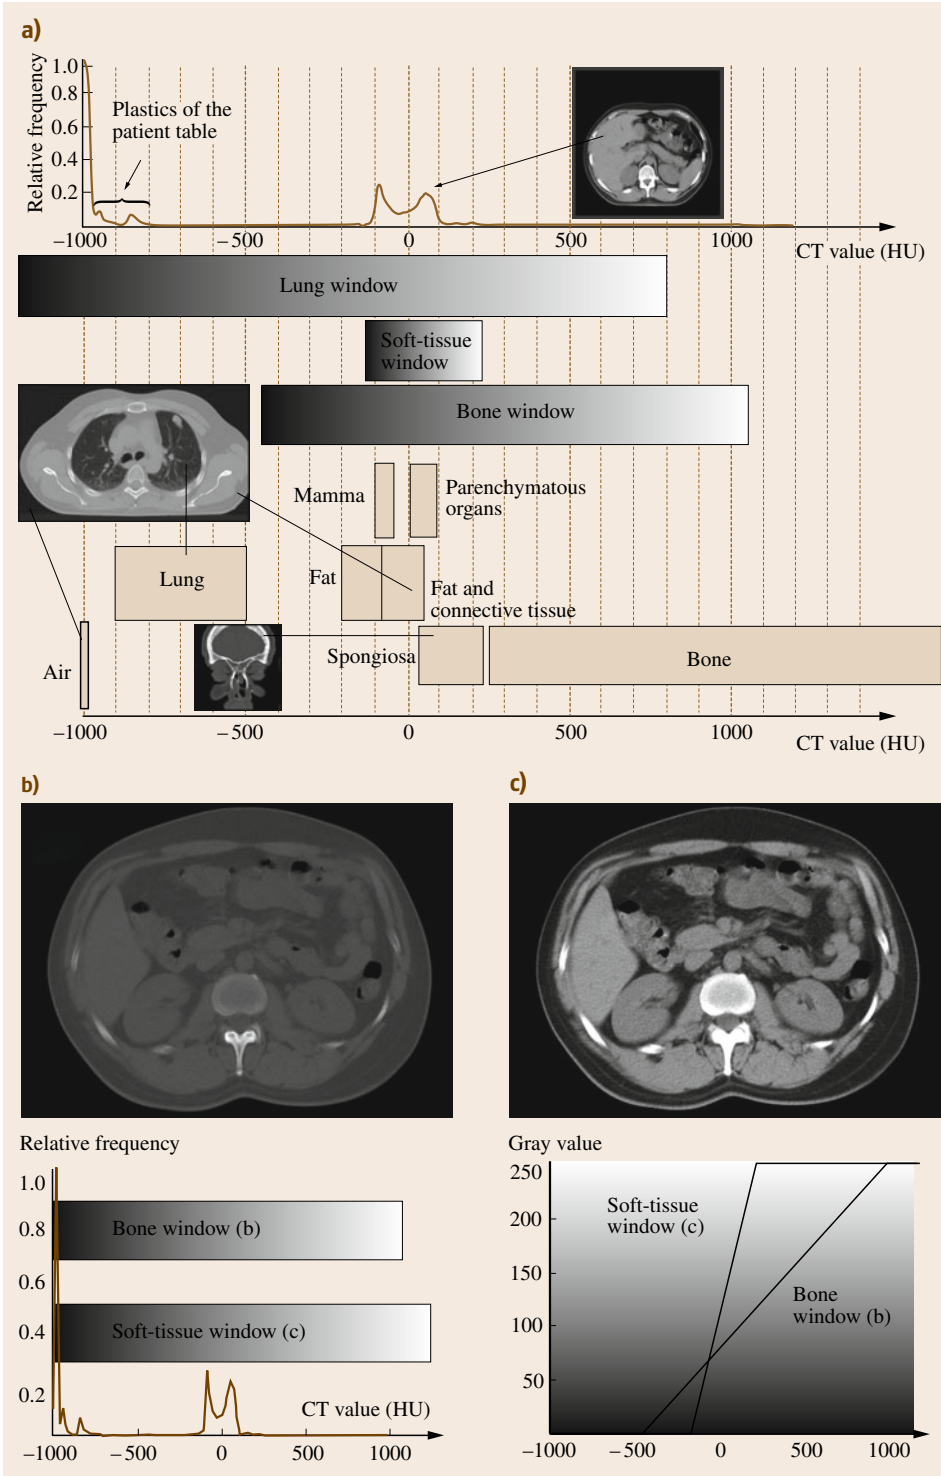 a)
Relative frequency
1.0
0.8
0.6
0.4
0.2
Plastics of the
patient table
−1000
−500
0
500
1000
CT value (HU)
Lung window
Soft-tissue
window
Bone window
Mamma
Parenchymatous
organs
Lung
Fat
Fat and
connective tissue
Air
Spongiosa
Bone
−1000
−500
0
500
1000
CT value (HU)
b)
c)
Relative frequency
1.0
0.8
0.6
0.4
0.2
Bone window (b)
Soft-tissue window (c)
CT value (HU)
−1000
−500
0
500
1000
Gray value
250
200
150
100
50
Soft-tissue
window (c)
Bone
window (b)
−1000
−500
0
500
1000